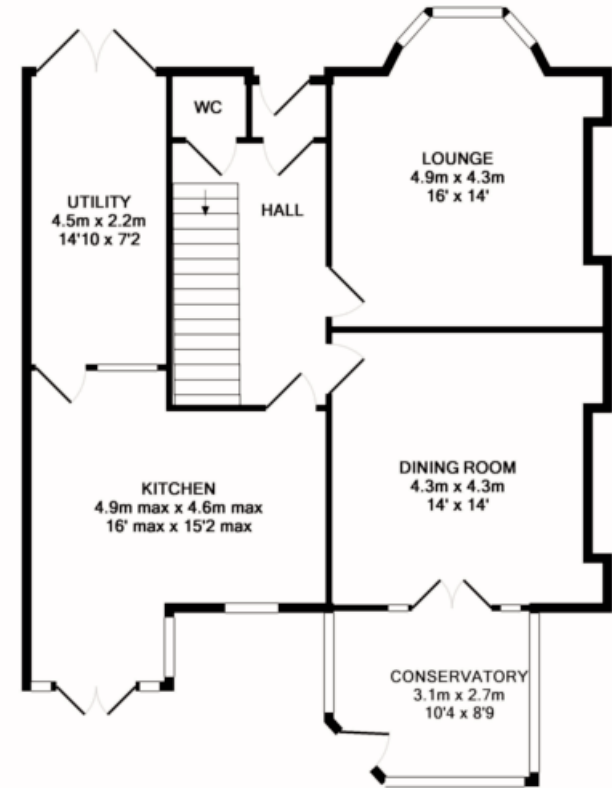 WC
LOUNGE
4.9m x 4.3m
16' x 14'
UTILITY
4.5m x 2.2m
14'10 x 7'2
HALL
DINING ROOM
4.3m x 4.3m
14' x 14'
KITCHEN
4.9m max x 4.6m max
16' max x 15'2 max
CONSERVATORY
3.1m x 2.7m
10'4 x 8'9